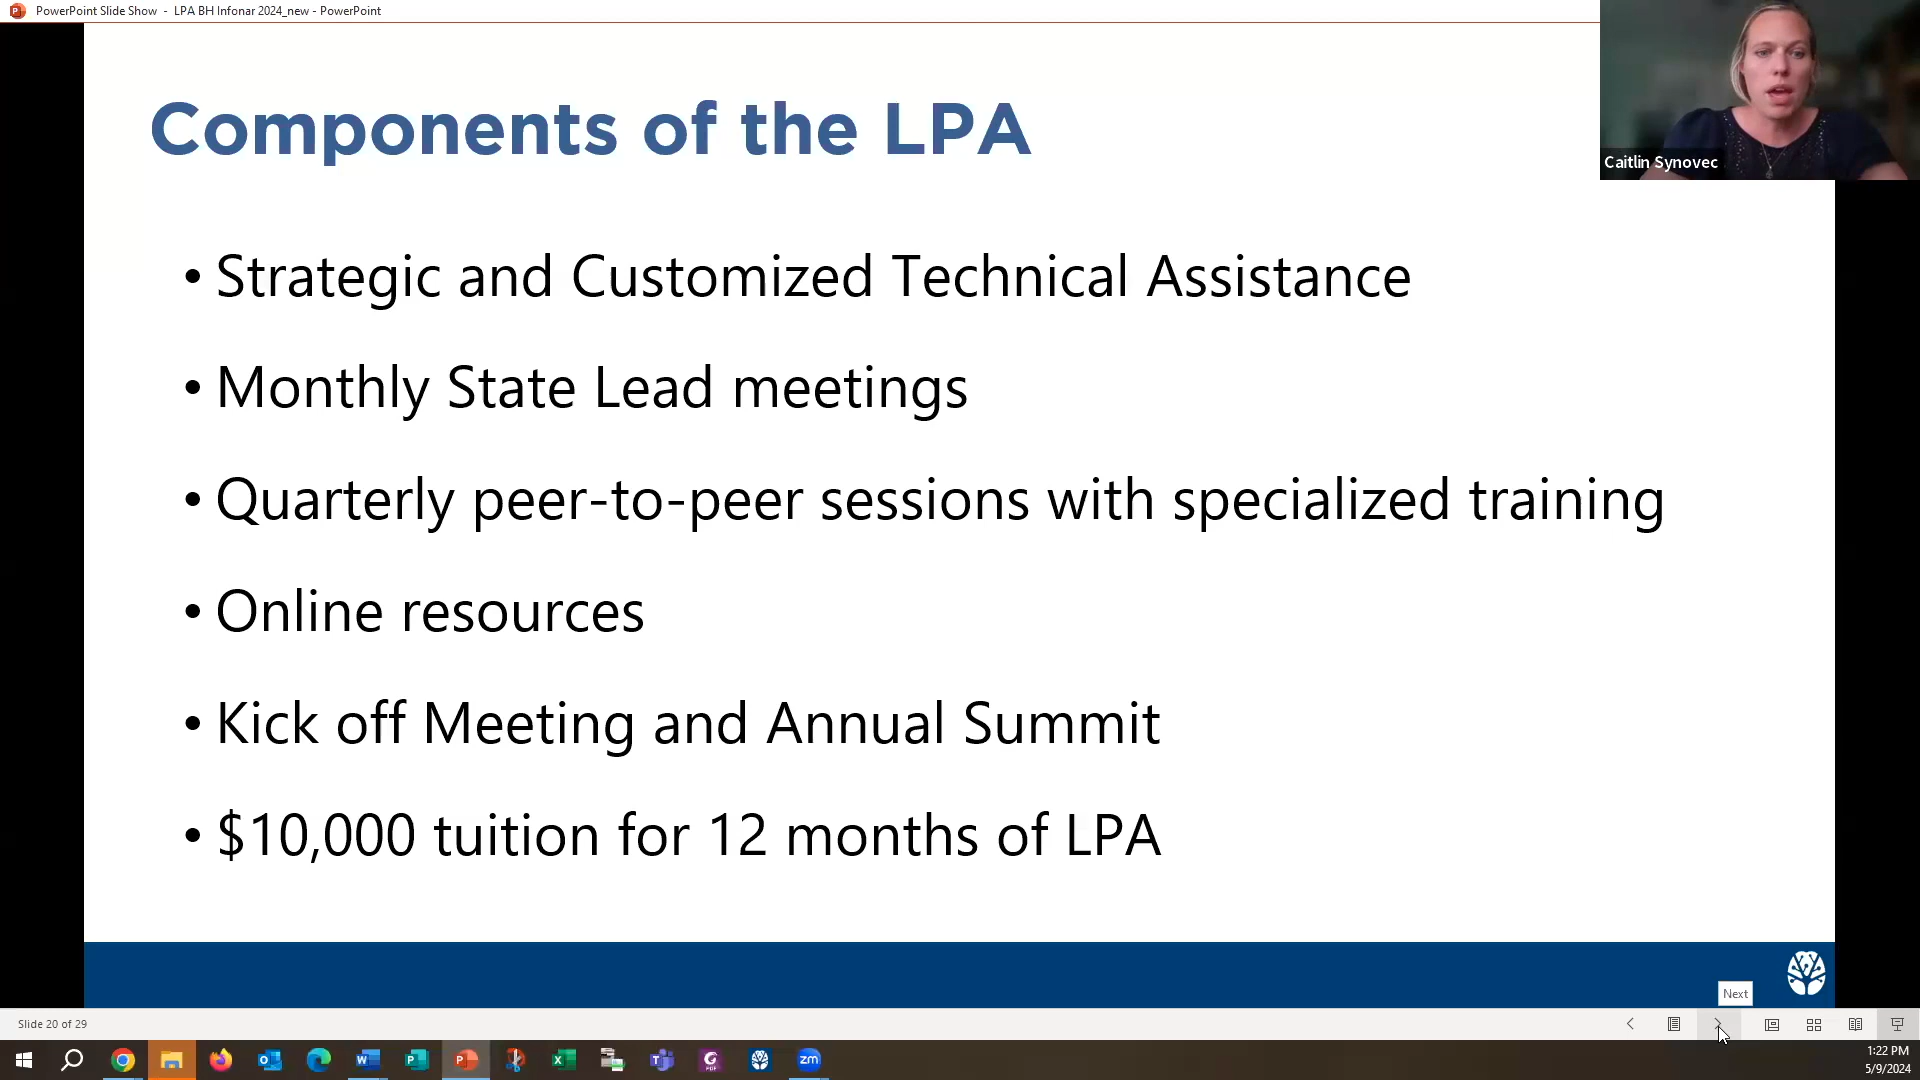 PowerPoint Slide Show - LPA BH Infonar 2024_new - PowerPoint
Caitlin Synovec
Components of the LPA
• Strategic and Customized Technical Assistance
• Monthly State Lead meetings
• Quarterly peer-to-peer sessions with specialized training
• Online resources
• Kick off Meeting and Annual Summit
• $10,000 tuition for 12 months of LPA
Next
Slide 20 of 29
zm
1:22 PM
5/9/2024